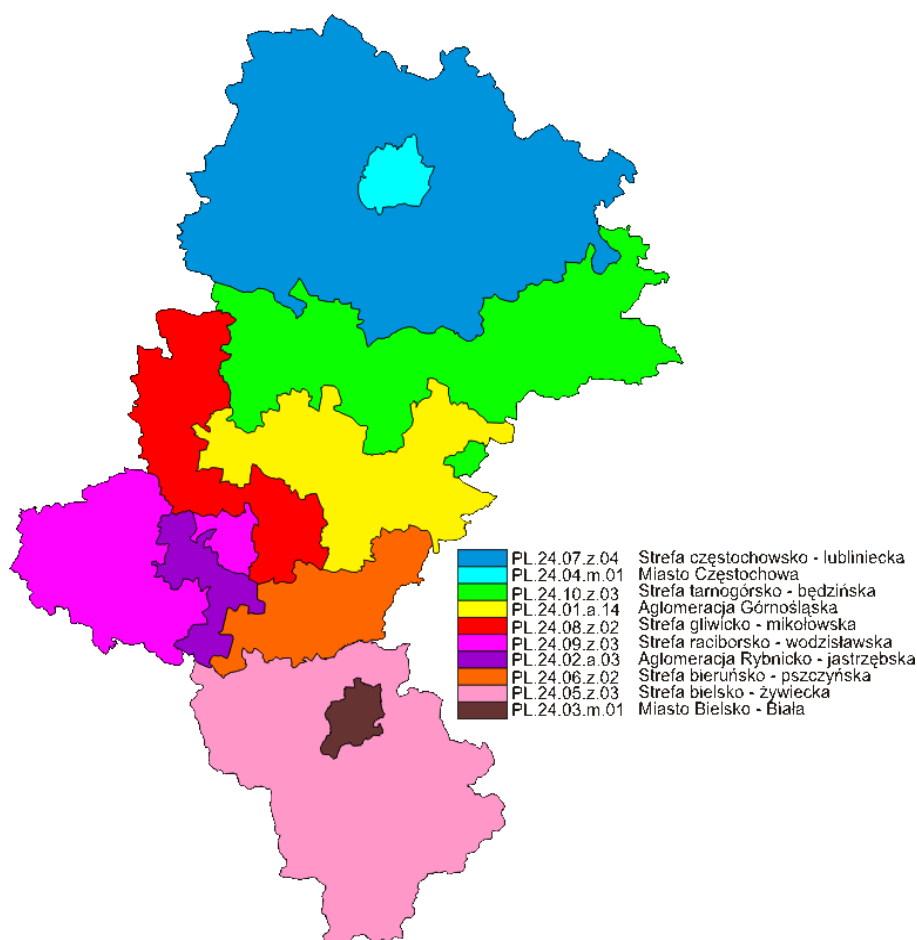 PL.24.07.z.04 Strefa częstochowsko - lubliniecka
PL.24.04.m.01 Miasto Częstochowa
PL.24.10.z.03 Strefa tarnogórsko - będzińska
PL.24.01.a.14 Aglomeracja Górnośląska
PL.24.08.z.02 Strefa gliwicko - mikołowska
PL.24.09.z.03 Strefa raciborsko - wodzisławska
PL.24.02.a.03 Aglomeracja Rybnicko - jastrzębska
PL.24.06.z.02 Strefa bieruńsko - pszczyńska
PL.24.05.z.03 Strefa bielsko - żywiecka
PL.24.03.m.01 Miasto Bielsko - Biała